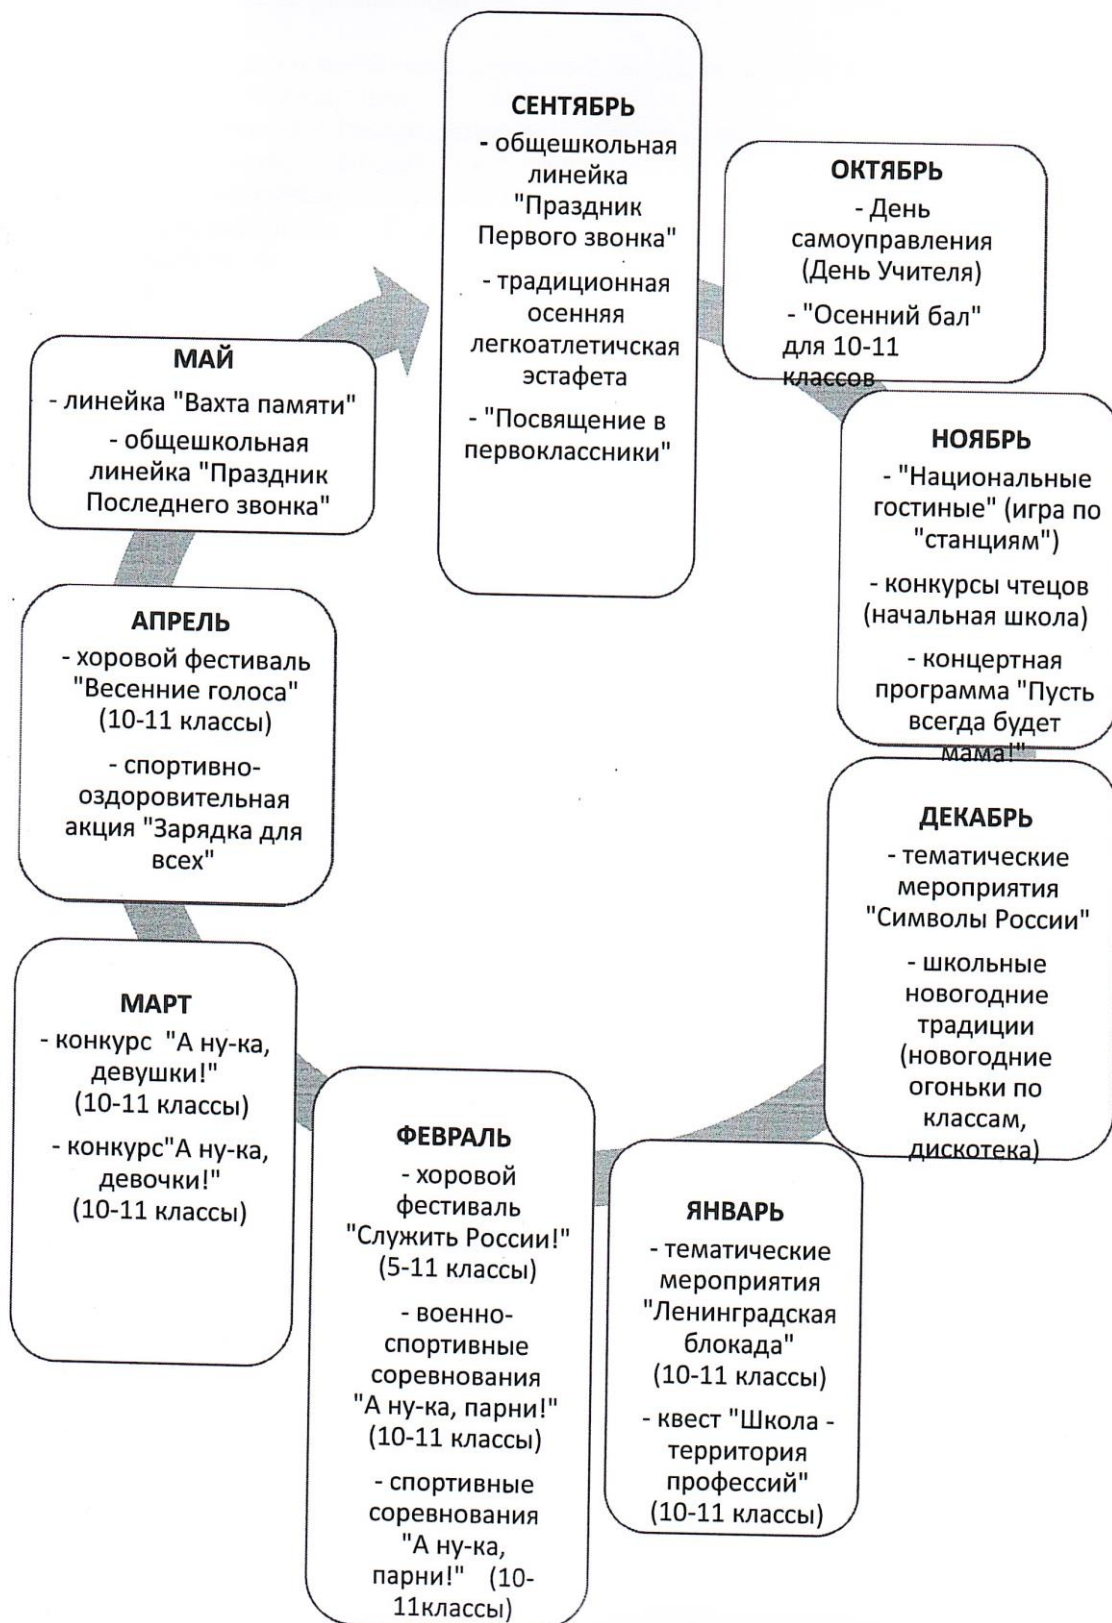 СЕНТЯБРЬ
- общешкольная
линейка
"Праздник
Первого звонка"
- традиционная
осенняя
легкоатлетичская
эстафета
- "Посвящение в
первоклассники"
ОКТЯБРЬ
- День
самоуправления
(День Учителя)
- "Осенний бал"
для 10-11
классов
НОЯБРЬ
- "Национальные
гостиные" (игра по
"станциям")
- конкурсы чтецов
(начальная школа)
- концертная
программа "Пусть
всегда будет
мама!"
ДЕКАБРЬ
- тематические
мероприятия
"Символы России"
- школьные
новогодние
традиции
(новогодние
огоньки по
классам,
дискотека)
ЯНВАРЬ
- тематические
мероприятия
"Ленинградская
блокада"
(10-11 классы)
- квест "Школа -
территория
профессий"
(10-11 классы)
ФЕВРАЛЬ
- хоровой
фестиваль
"Служить России!"
(5-11 классы)
- военно-
спортивные
соревнования
"А ну-ка, парни!"
(10-11 классы)
- спортивные
соревнования
"А ну-ка,
парни!" (10-
11классы)
МАРТ
- конкурс "А ну-ка,
девушки!"
(10-11 классы)
- конкурс"А ну-ка,
девочки!"
(10-11 классы)
АПРЕЛЬ
- хоровой фестиваль
"Весенние голоса"
(10-11 классы)
- спортивно-
оздоровительная
акция "Зарядка для
всех"
МАЙ
- линейка "Вахта памяти"
- общешкольная
линейка "Праздник
Последнего звонка"